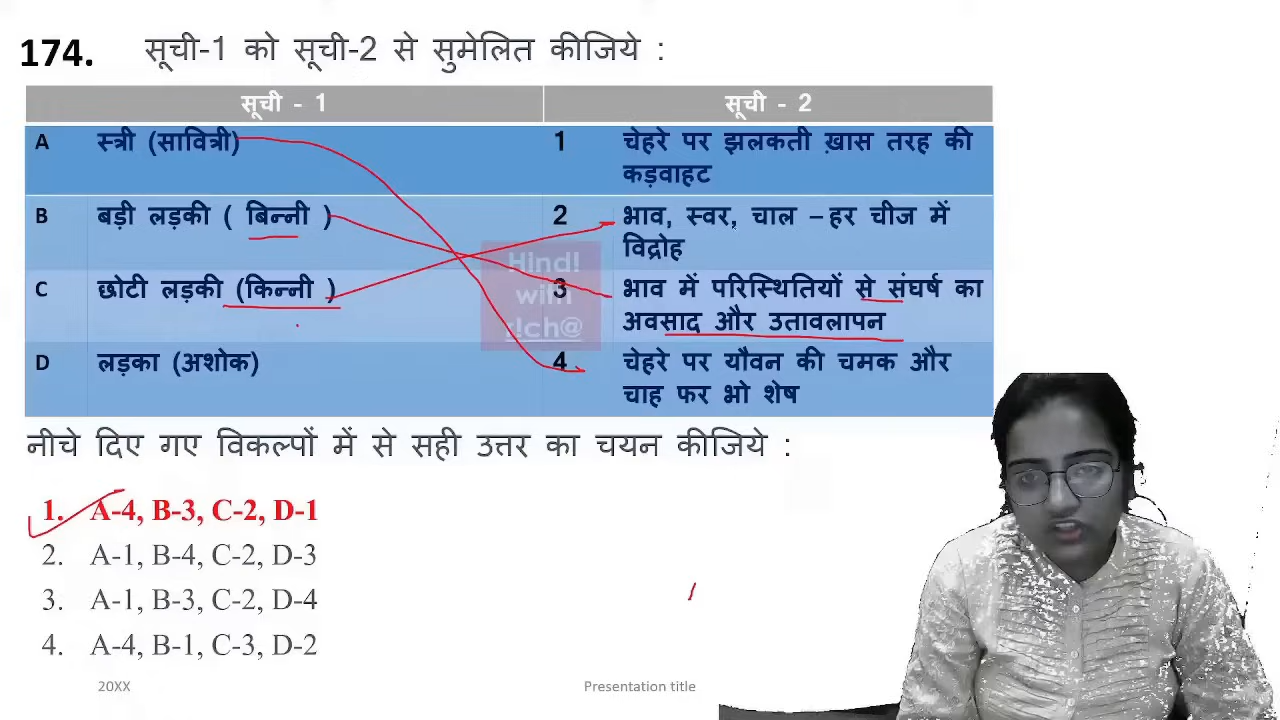 174. सूची-1 को सूची-2 से सुमेलित कीजिये :
सूची - 1 सूची - 2
A स्त्री (सावित्री) 1 चेहरे पर झलकती ख़ास तरह की
कड़वाहट
B बड़ी लड़की ( बिन्नी ) 2 भाव, स्वर, चाल –हर चीज में
विद्रोह
C छोटी लड़की (किन्नी ) 3 भाव में परिस्थितियों से संघर्ष का
अवसाद और उतावलापन
D लड़का (अशोक) 4 चेहरे पर यौवन की चमक और
चाह फर भो शेष
Hind!
with
r!ch@
नीचे दिए गए विकल्पों में से सही उत्तर का चयन कीजिये :
1. A-4, B-3, C-2, D-1
2. A-1, B-4, C-2, D-3
3. A-1, B-3, C-2, D-4
4. A-4, B-1, C-3, D-2
20XX Presentation title